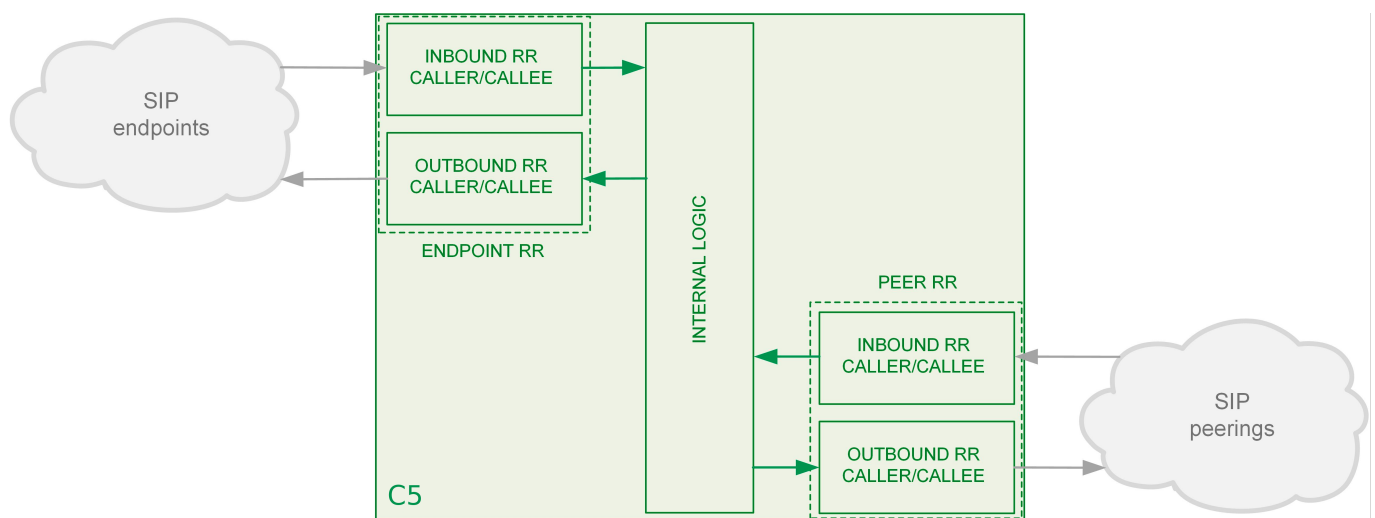 SIP
endpoints
INBOUND RR
CALLER/CALLEE
OUTBOUND RR
CALLER/CALLEE
ENDPOINT RR
INTERNAL LOGIC
PEER RR
INBOUND RR
CALLER/CALLEE
OUTBOUND RR
CALLER/CALLEE
SIP
peerings
C5